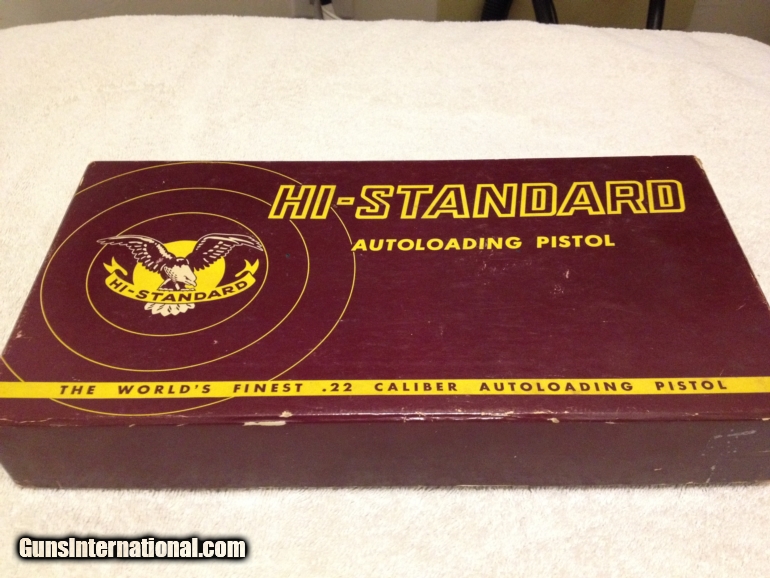 HI-STANDARD
AUTOLOADING PISTOL
HI-STANDARD
THE WORLD'S FINEST .22 CALIBER AUTOLOADING PISTOL
GunsInternational.com